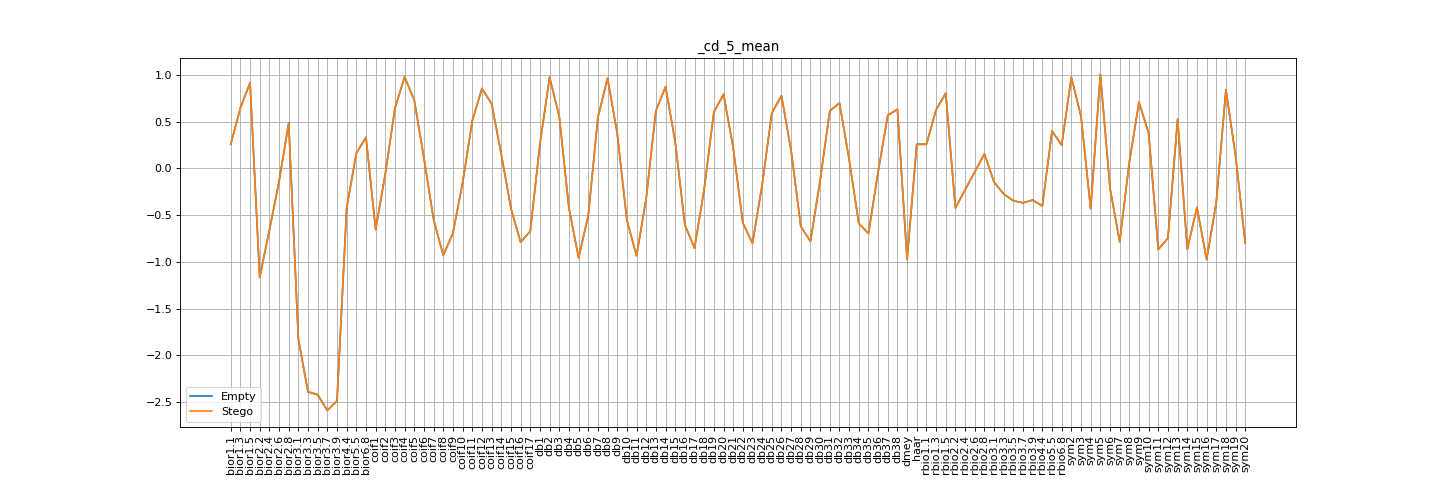 _cd_5_mean
1.0
0.5
0.0
−0.5
−1.0
−1.5
−2.0
−2.5
Empty
Stego
bior1.1
bior1.3
bior1.5
bior2.2
bior2.4
bior2.6
bior2.8
bior3.1
bior3.3
bior3.5
bior3.7
bior3.9
bior4.4
bior5.5
bior6.8
coif1
coif2
coif3
coif4
coif5
coif6
coif7
coif8
coif9
coif10
coif11
coif12
coif13
coif14
coif15
coif16
coif17
db1
db2
db3
db4
db5
db6
db7
db8
db9
db10
db11
db12
db13
db14
db15
db16
db17
db18
db19
db20
db21
db22
db23
db24
db25
db26
db27
db28
db29
db30
db31
db32
db33
db34
db35
db36
db37
db38
dmey
haar
rbio1.1
rbio1.3
rbio1.5
rbio2.2
rbio2.4
rbio2.6
rbio2.8
rbio3.1
rbio3.3
rbio3.5
rbio3.7
rbio3.9
rbio4.4
rbio5.5
rbio6.8
sym2
sym3
sym4
sym5
sym6
sym7
sym8
sym9
sym10
sym11
sym12
sym13
sym14
sym15
sym16
sym17
sym18
sym19
sym20